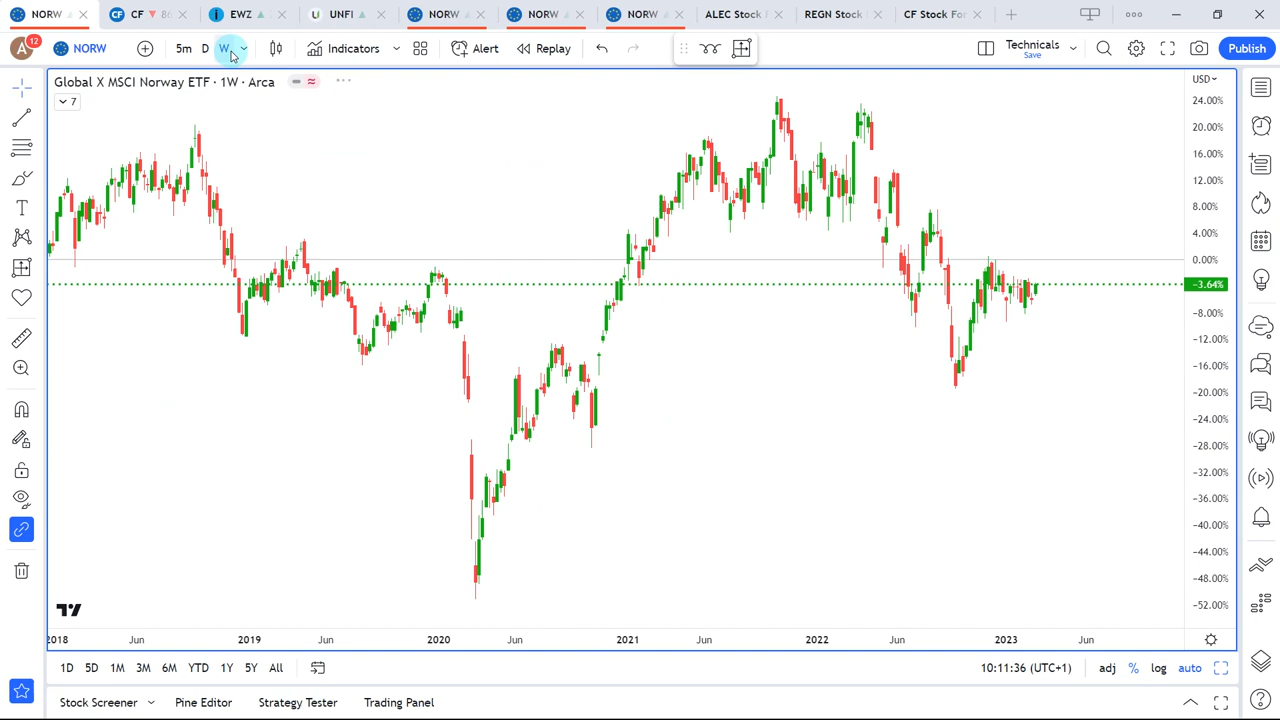 NORW
CF
86
EWZ
UNFI
NORW
NORW
NORW
ALEC Stock F
REGN Stock
CF Stock For
A
12
NORW
5m
D
W
Indicators
Alert
Replay
Technicals
Save
Publish
Global X MSCI Norway ETF · 1W · Arca
7
USD
24.00%
20.00%
16.00%
12.00%
8.00%
4.00%
0.00%
−3.64%
−8.00%
−12.00%
−16.00%
−20.00%
−24.00%
−28.00%
−32.00%
−36.00%
−40.00%
−44.00%
−48.00%
−52.00%
2018
Jun
2019
Jun
2020
Jun
2021
Jun
2022
Jun
2023
Jun
1D
5D
1M
3M
6M
YTD
1Y
5Y
All
10:11:36 (UTC+1)
adj
%
log
auto
Stock Screener
Pine Editor
Strategy Tester
Trading Panel